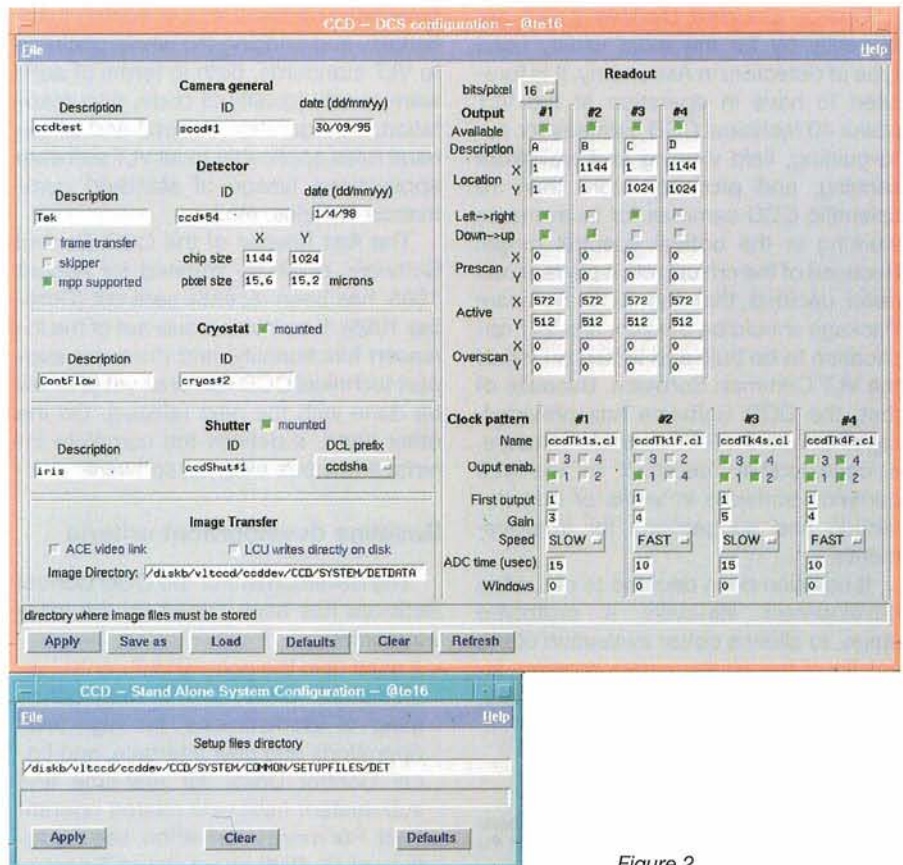 CCD – DCS configuration – @te16
File Help
Camera general
Description ID date (dd/mm/yy)
ccdtest accd#1 30/09/95
Detector
Description ID date (dd/mm/yy)
Tek ccd#54 1/4/98
frame transfer
skipper
mpp supported
X Y
chip size 1144 1024
pixel size 15,6 15,2 microns
Cryostat mounted
Description ID
ContFlow cryos#2
Shutter mounted
Description ID DCL prefix
iris ccdShut#1 ccdsha
Image Transfer
ACE video link LCU writes directly on disk
Image Directory: /diskb/vltccd/ccddev/CCD/SYSTEM/DETDATA
Readout
bits/pixel 16
Output #1 #2 #3 #4
Available
Description A B C D
Location X 1 1144 1 1144
Y 1 1 1024 1024
Left->right
Down->up
Prescan X 0 0 0 0
Y 0 0 0 0
Active X 572 572 572 572
Y 512 512 512 512
Overscan X 0 0 0 0
Y 0 0 0 0
Clock pattern #1 #2 #3 #4
Name ccdTk1s.cl ccdTk1F.cl ccdTk4s.cl ccdTk4F.cl
Ouput enab. 3 4 3 2 3 4 3 4
1 2 1 2 1 2 1 2
First output 1 1 1 1
Gain 3 4 5 4
Speed SLOW FAST SLOW FAST
ADC time (usec) 15 10 15 10
Windows 0 0 0 0
directory where image files must be stored
Apply Save as Load Defaults Clear Refresh
CCD – Stand Alone System Configuration – @te16
File Help
Setup files directory
/diskb/vltccd/ccddev/CCD/SYSTEM/COMMON/SETUPFILES/DET
Apply Clear Defaults
Figure 2